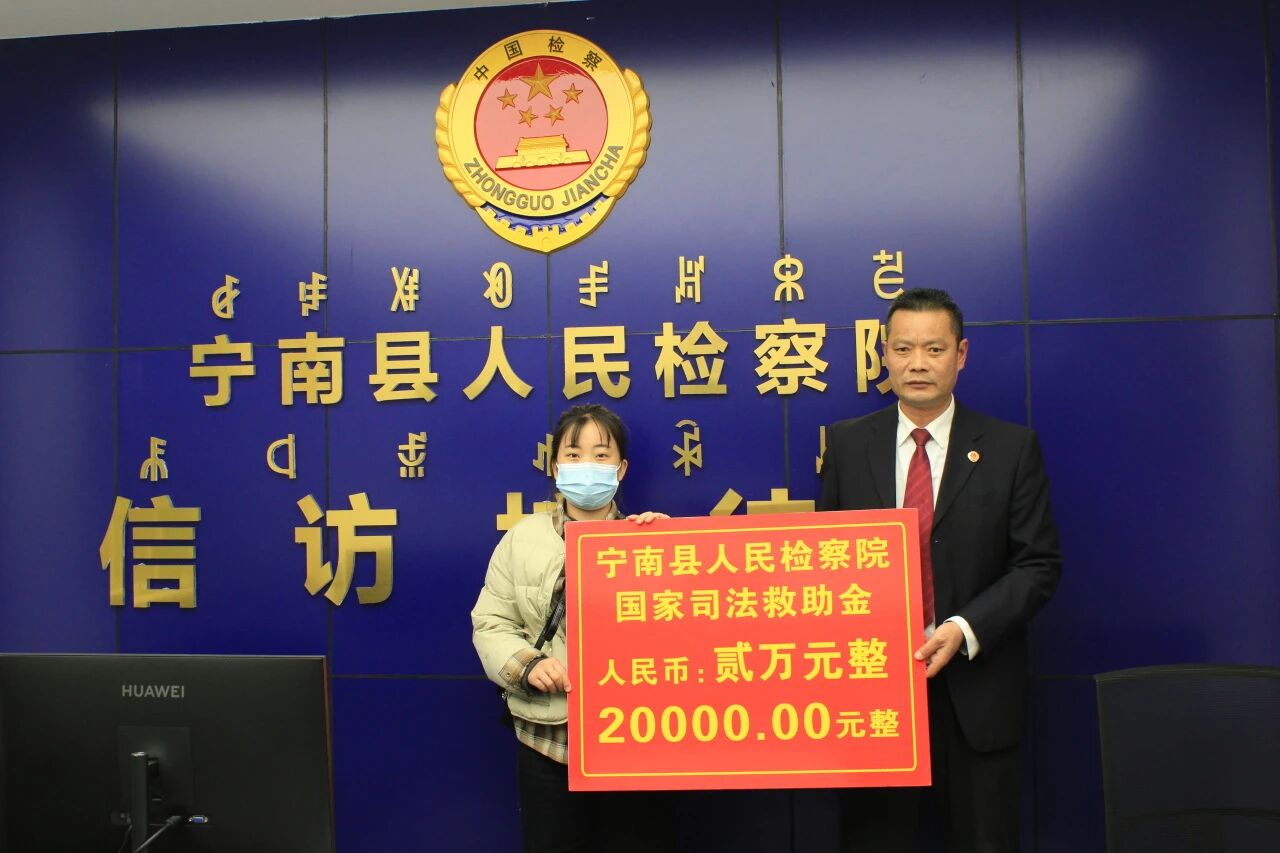 中国检察
ZHONGGUO JIANCHA
宁南县人民检察院
信访接待
宁南县人民检察院
国家司法救助金
人民币:贰万元整
20000.00元整
HUAWEI